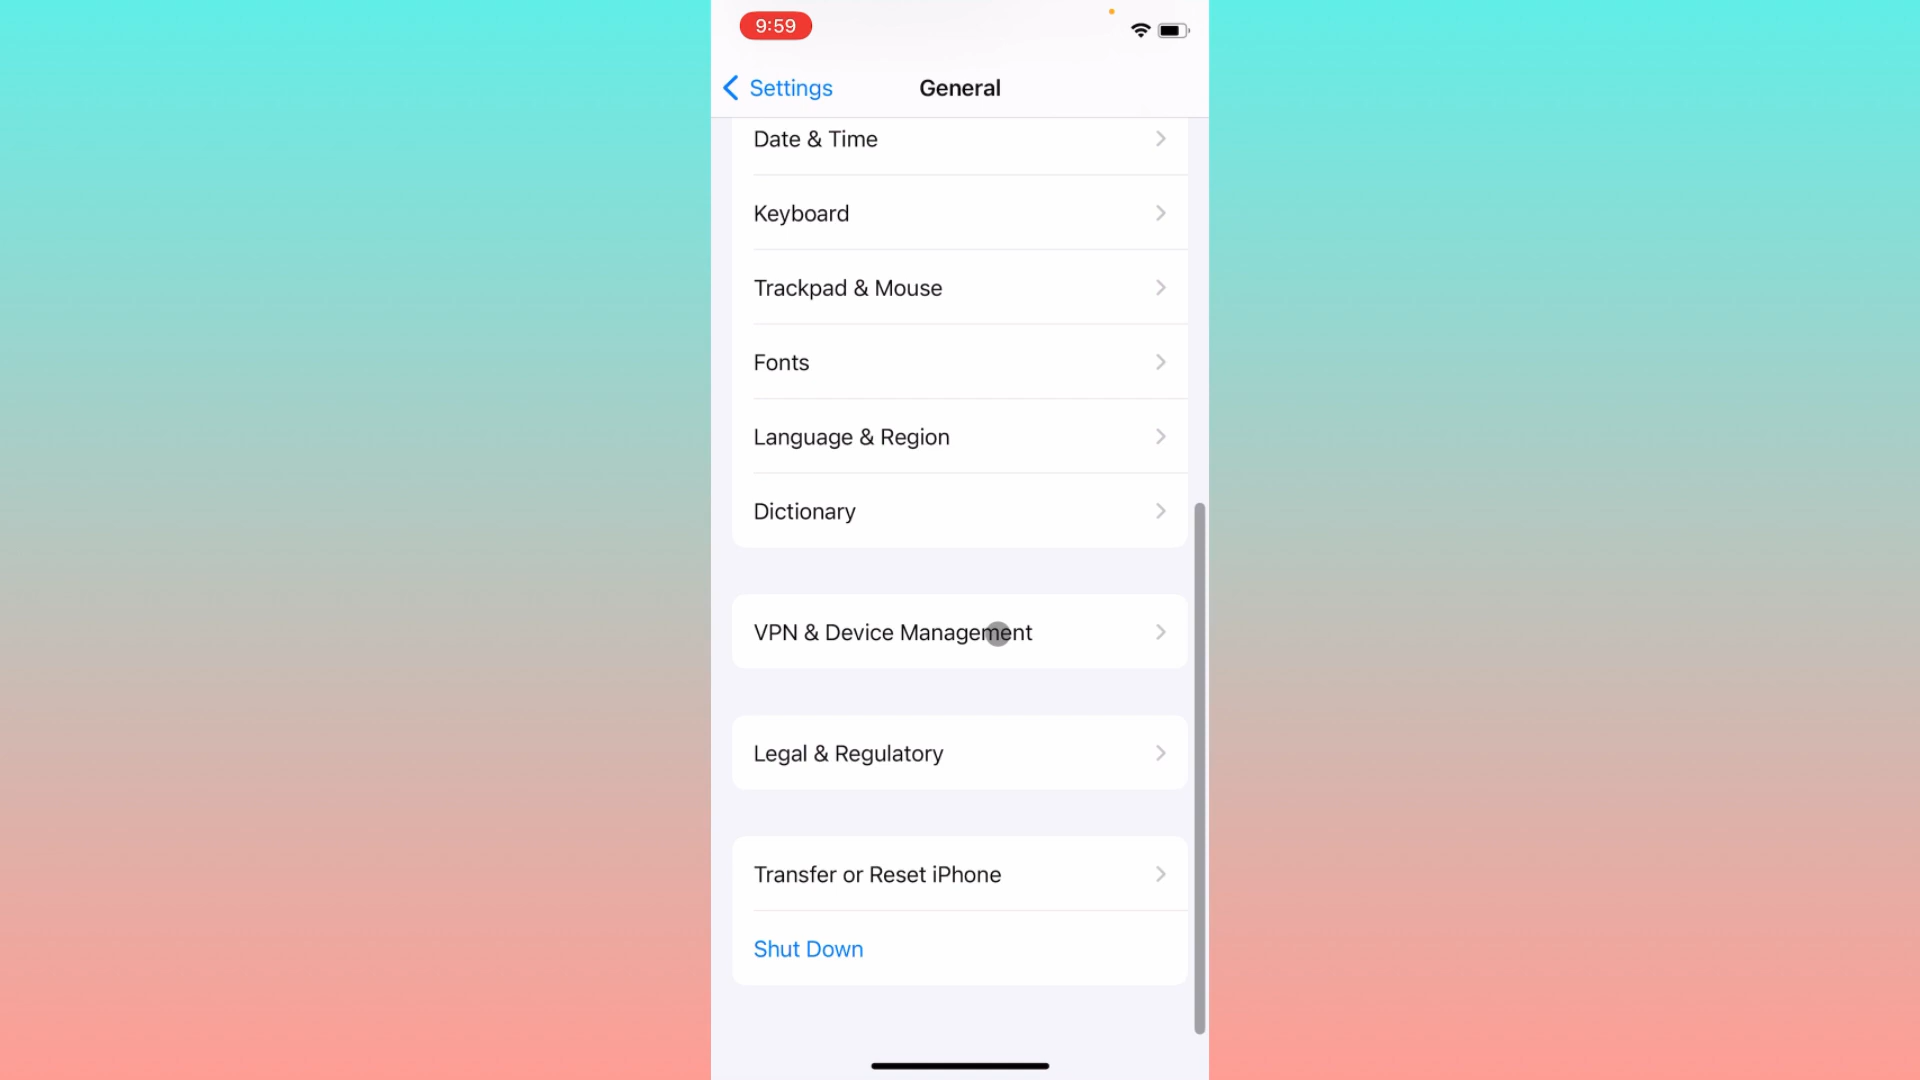 9:59
Settings
General
Date & Time
Keyboard
Trackpad & Mouse
Fonts
Language & Region
Dictionary
VPN & Device Management
Legal & Regulatory
Transfer or Reset iPhone
Shut Down